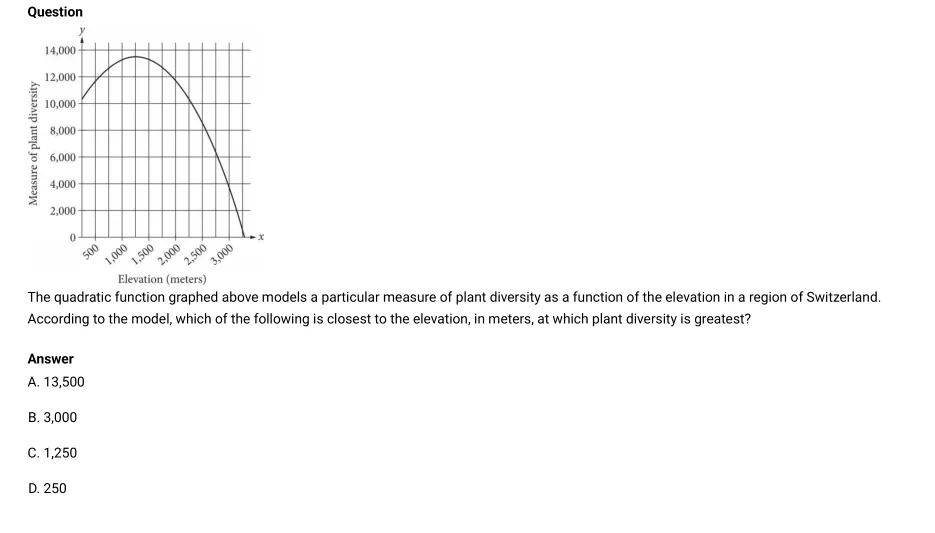 Question
y
14,000
12,000
10,000
8,000
6,000
4,000
2,000
0
Measure of plant diversity
x
500
1,000
1,500
2,000
2,500
3,000
Elevation (meters)
The quadratic function graphed above models a particular measure of plant diversity as a function of the elevation in a region of Switzerland.
According to the model, which of the following is closest to the elevation, in meters, at which plant diversity is greatest?
Answer
A. 13,500
B. 3,000
C. 1,250
D. 250